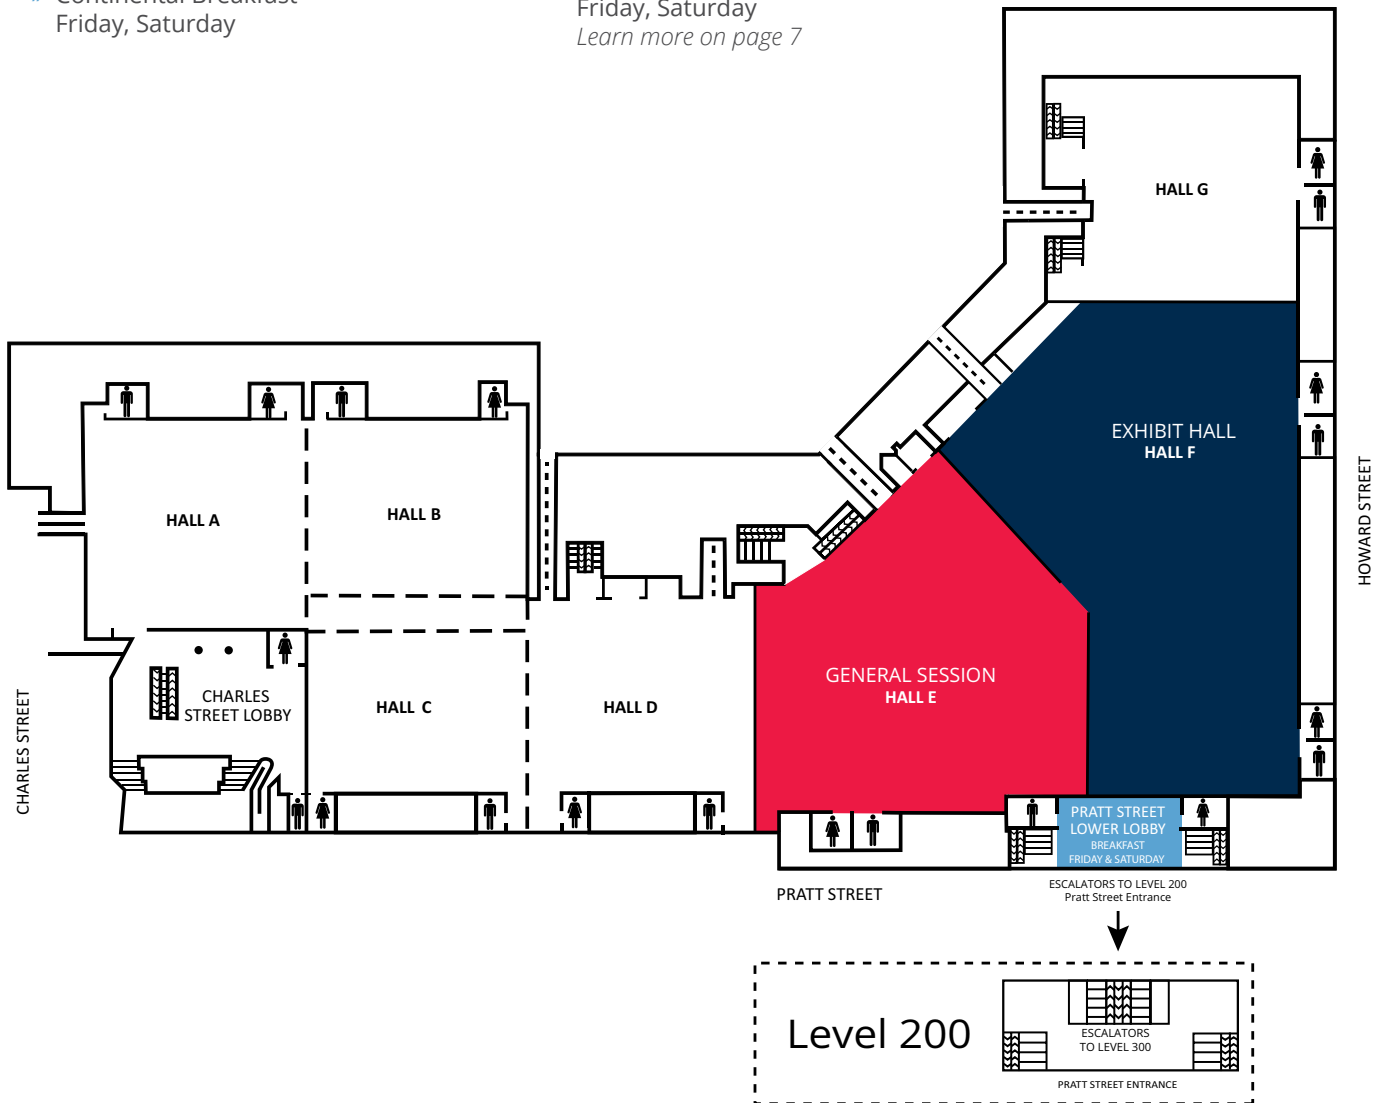 Continental Breakfast
Friday, Saturday
Friday, Saturday
Learn more on page 7
HALL G
EXHIBIT HALL
HALL F
HOWARD STREET
HALL A
HALL B
CHARLES
STREET LOBBY
CHARLES STREET
HALL C
HALL D
GENERAL SESSION
HALL E
PRATT STREET
LOWER LOBBY
BREAKFAST
FRIDAY & SATURDAY
PRATT STREET
ESCALATORS TO LEVEL 200
Pratt Street Entrance
Level 200
ESCALATORS
TO LEVEL 300
PRATT STREET ENTRANCE